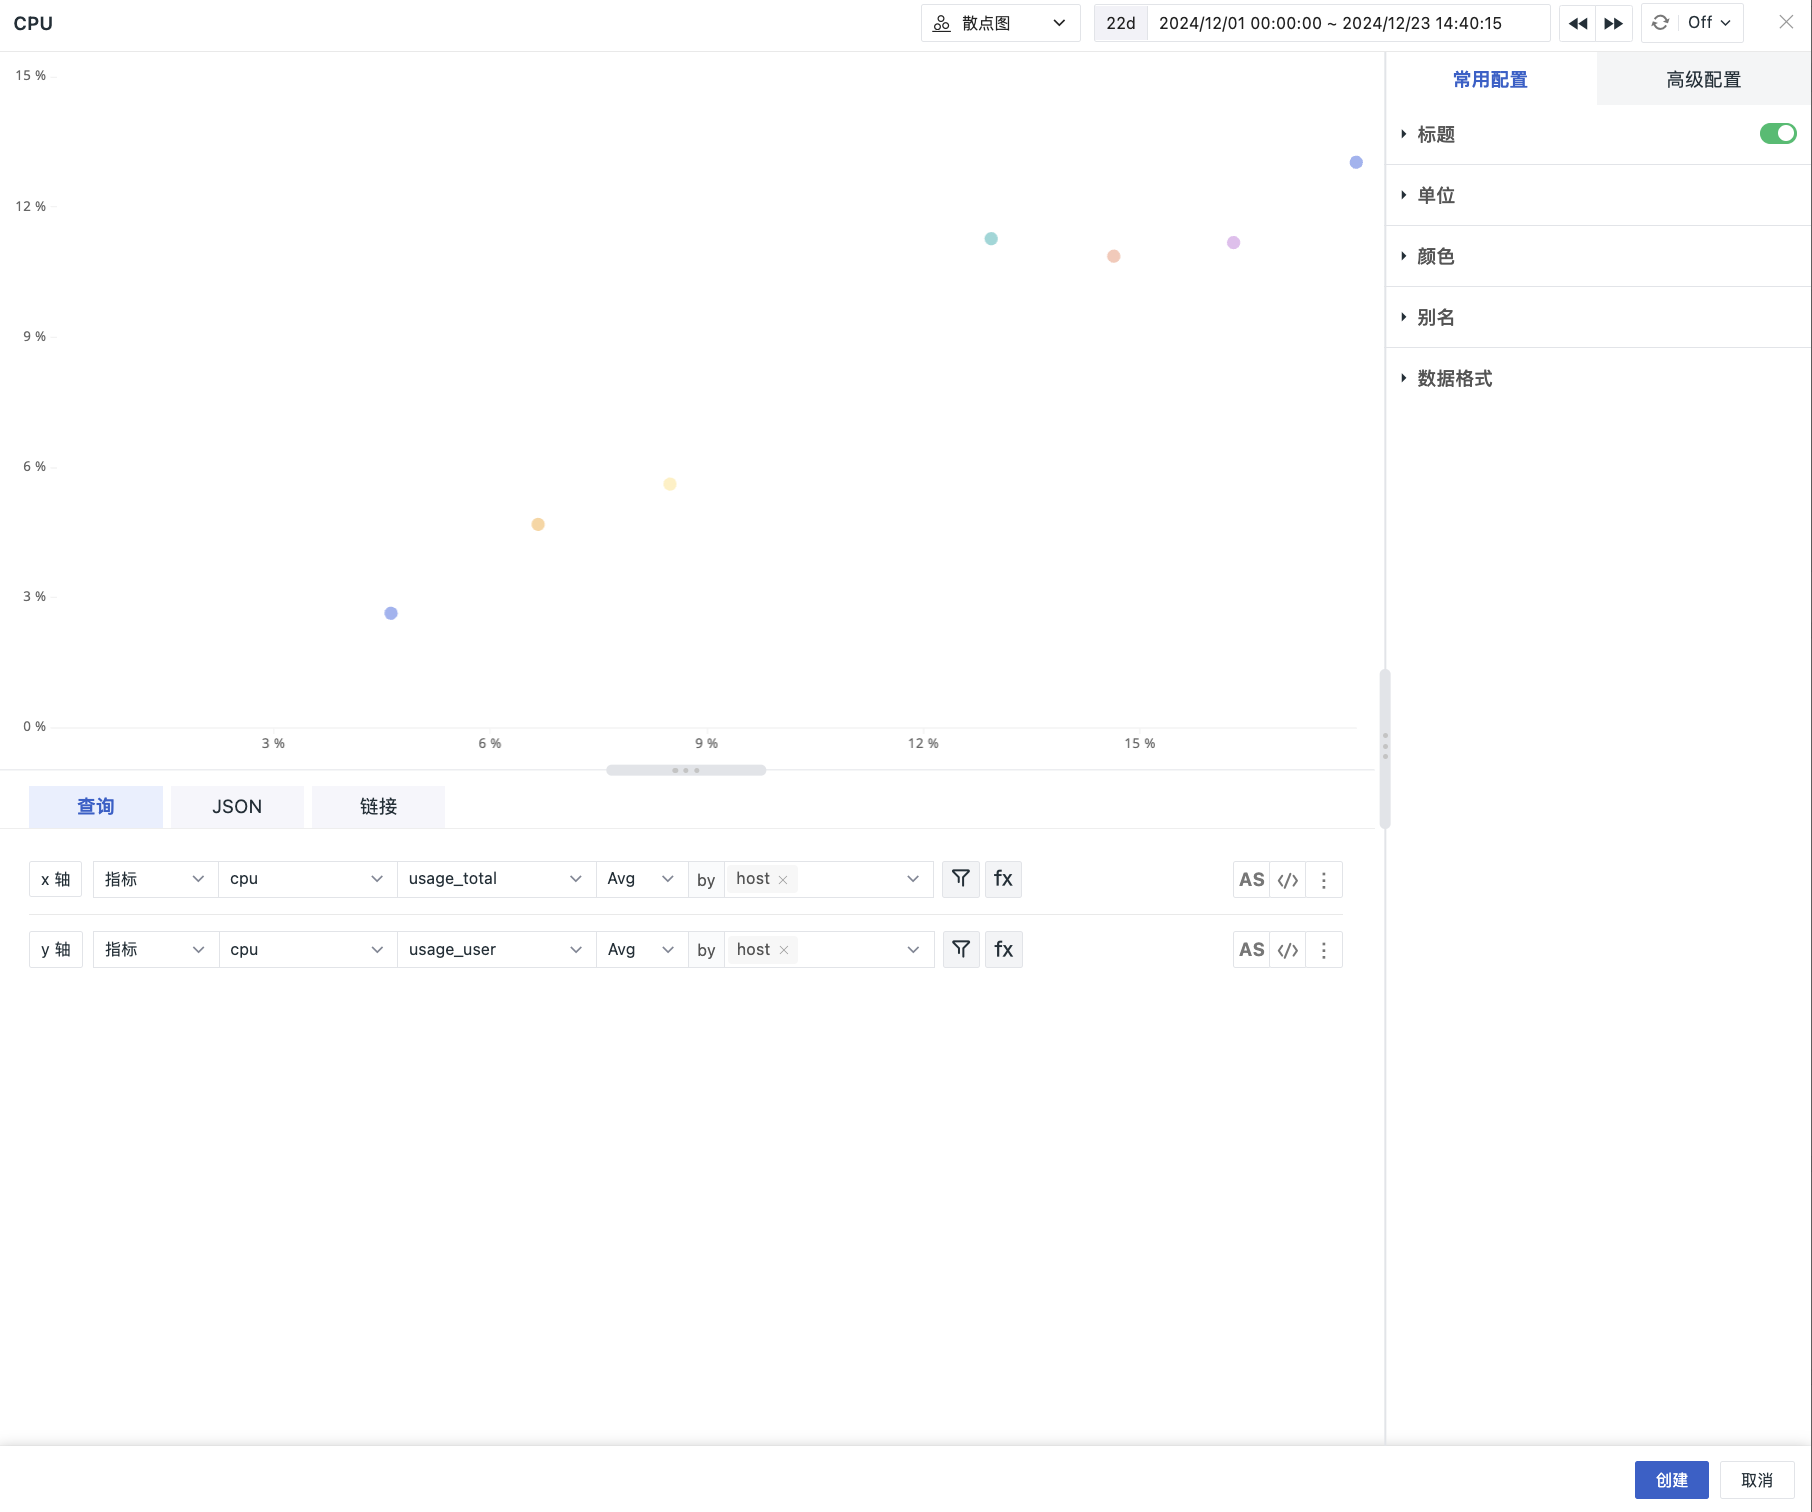 CPU
散点图
22d 2024/12/01 00:00:00 ~ 2024/12/23 14:40:15
Off
15 %
12 %
9 %
6 %
3 %
0 %
3 % 6 % 9 % 12 % 15 %
常用配置 高级配置
标题
单位
颜色
别名
数据格式
查询 JSON 链接
x 轴 指标 cpu usage_total Avg by host × fx AS </>
y 轴 指标 cpu usage_user Avg by host × fx AS </>
创建 取消